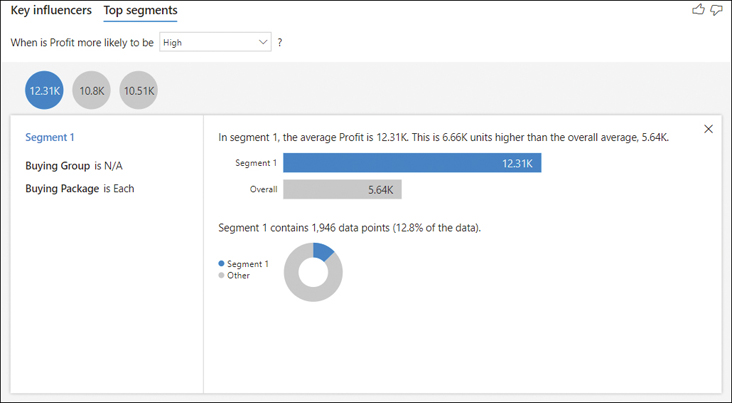 Key influencers Top segments
When is Profit more likely to be High ?
12.31K 10.8K 10.51K
Segment 1
Buying Group is N/A
Buying Package is Each
In segment 1, the average Profit is 12.31K. This is 6.66K units higher than the overall average, 5.64K.
Segment 1 12.31K
Overall 5.64K
Segment 1 contains 1,946 data points (12.8% of the data).
Segment 1
Other